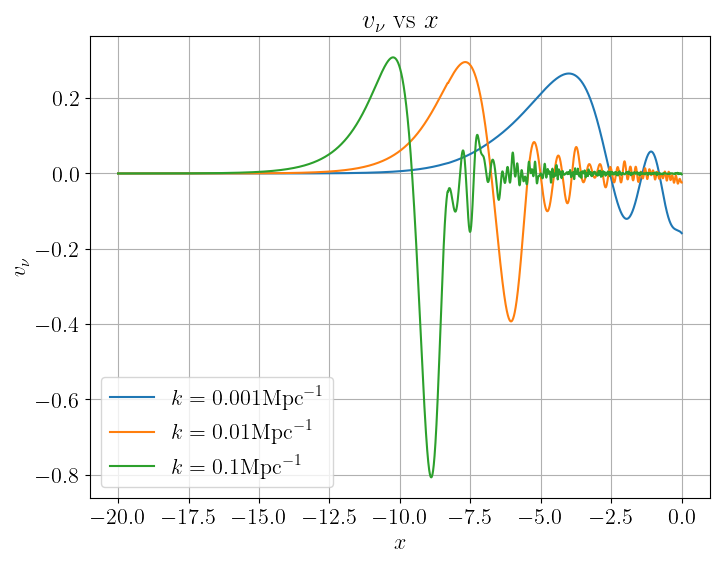 v_ν vs x
0.2
0.0
−0.2
−0.4
−0.6
−0.8
v_ν
k = 0.001Mpc⁻¹
k = 0.01Mpc⁻¹
k = 0.1Mpc⁻¹
−20.0 −17.5 −15.0 −12.5 −10.0 −7.5 −5.0 −2.5 0.0
x